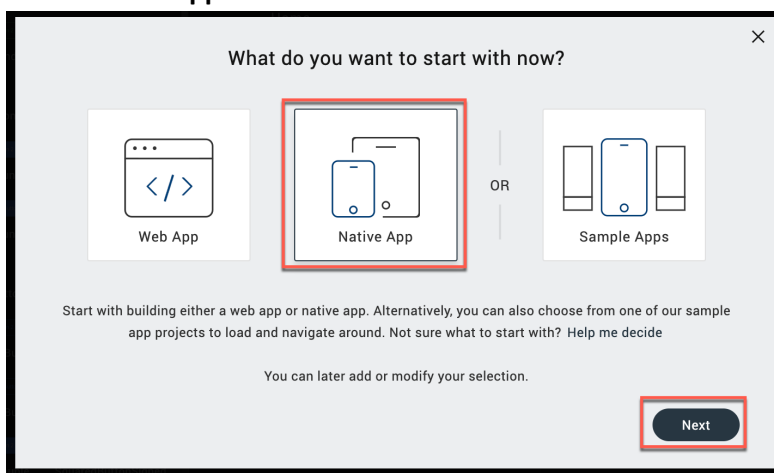 What do you want to start with now?
Web App
Native App
OR
Sample Apps
Start with building either a web app or native app. Alternatively, you can also choose from one of our sample
app projects to load and navigate around. Not sure what to start with? Help me decide
You can later add or modify your selection.
Next